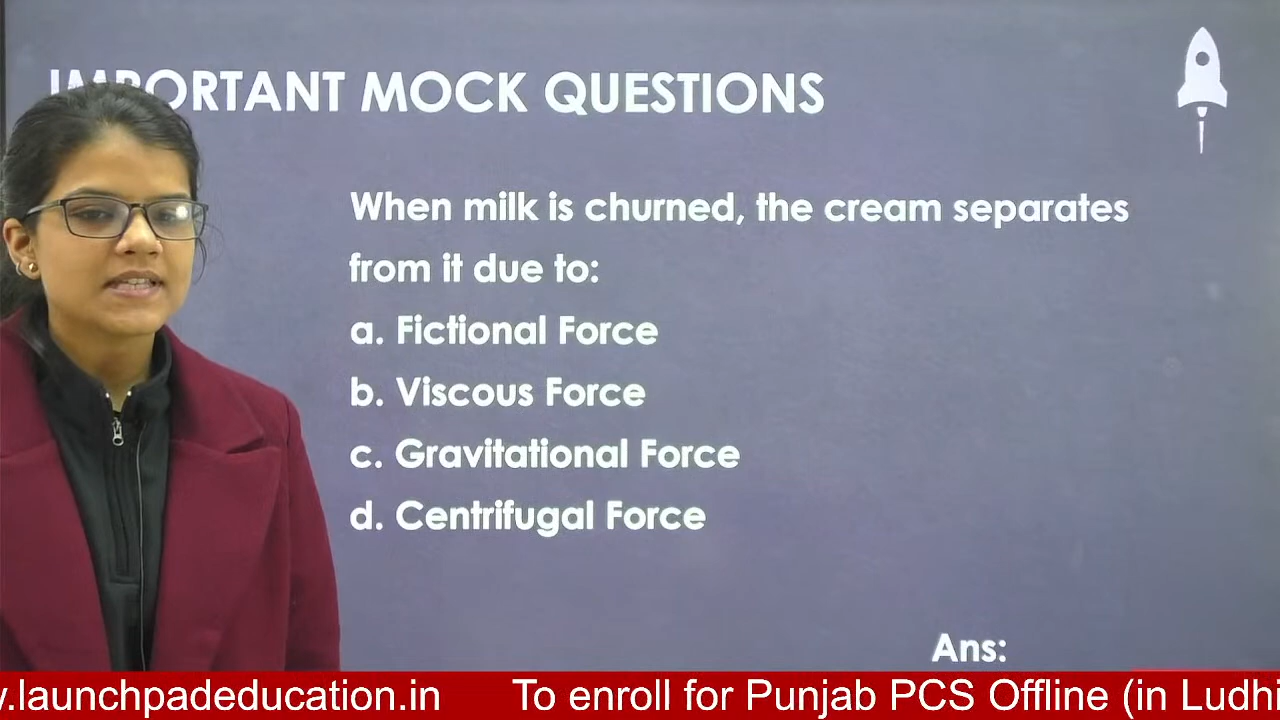 IMPORTANT MOCK QUESTIONS
When milk is churned, the cream separates
from it due to:
a. Fictional Force
b. Viscous Force
c. Gravitational Force
d. Centrifugal Force
Ans:
.launchpadeducation.in To enroll for Punjab PCS Offline (in Ludhi